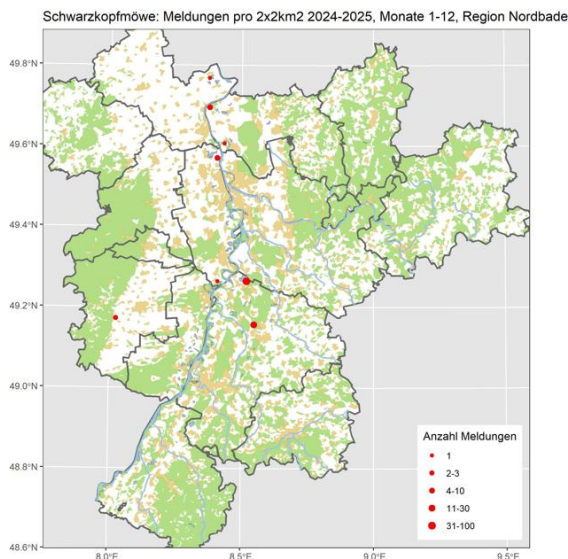 Schwarzkopfmöwe: Meldungen pro 2x2km2 2024-2025, Monate 1-12, Region Nordbade
49.8°N
49.6°N
49.4°N
49.2°N
49.0°N
48.8°N
48.6°N
8.0°E
8.5°E
9.0°E
9.5°E
Anzahl Meldungen
1
2-3
4-10
11-30
31-100